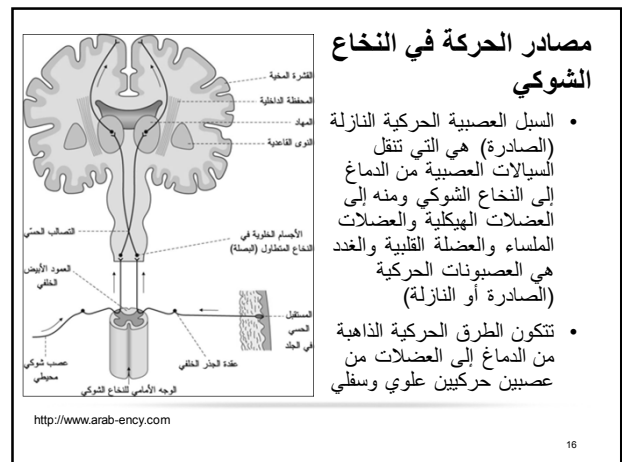 مصادر الحركة في النخاع
الشوكي
• السبل العصبية الحركية النازلة
(الصادرة) هي التي تنقل
السيالات العصبية من الدماغ
إلى النخاع الشوكي ومنه إلى
العضلات الهيكلية والعضلات
الملساء والعضلة القلبية والغدد
هي العصبونات الحركية
(الصادرة أو النازلة)
• تتكون الطرق الحركية الذاهبة
من الدماغ إلى العضلات من
عصبين حركيين علوي وسفلي
القشرة المخية
المحفظة الداخلية
المهاد
النوى القاعدية
التصالب الحسي
الأجسام الخلوية في
النخاع المتطاول (البصلة)
العمود الأبيض
الخلفي
المستقبل
الحسي
في الجلد
عصب شوكي
محيطي
عقدة الجذر الخلفي
الوجه الأمامي للنخاع الشوكي
http://www.arab-ency.com
16